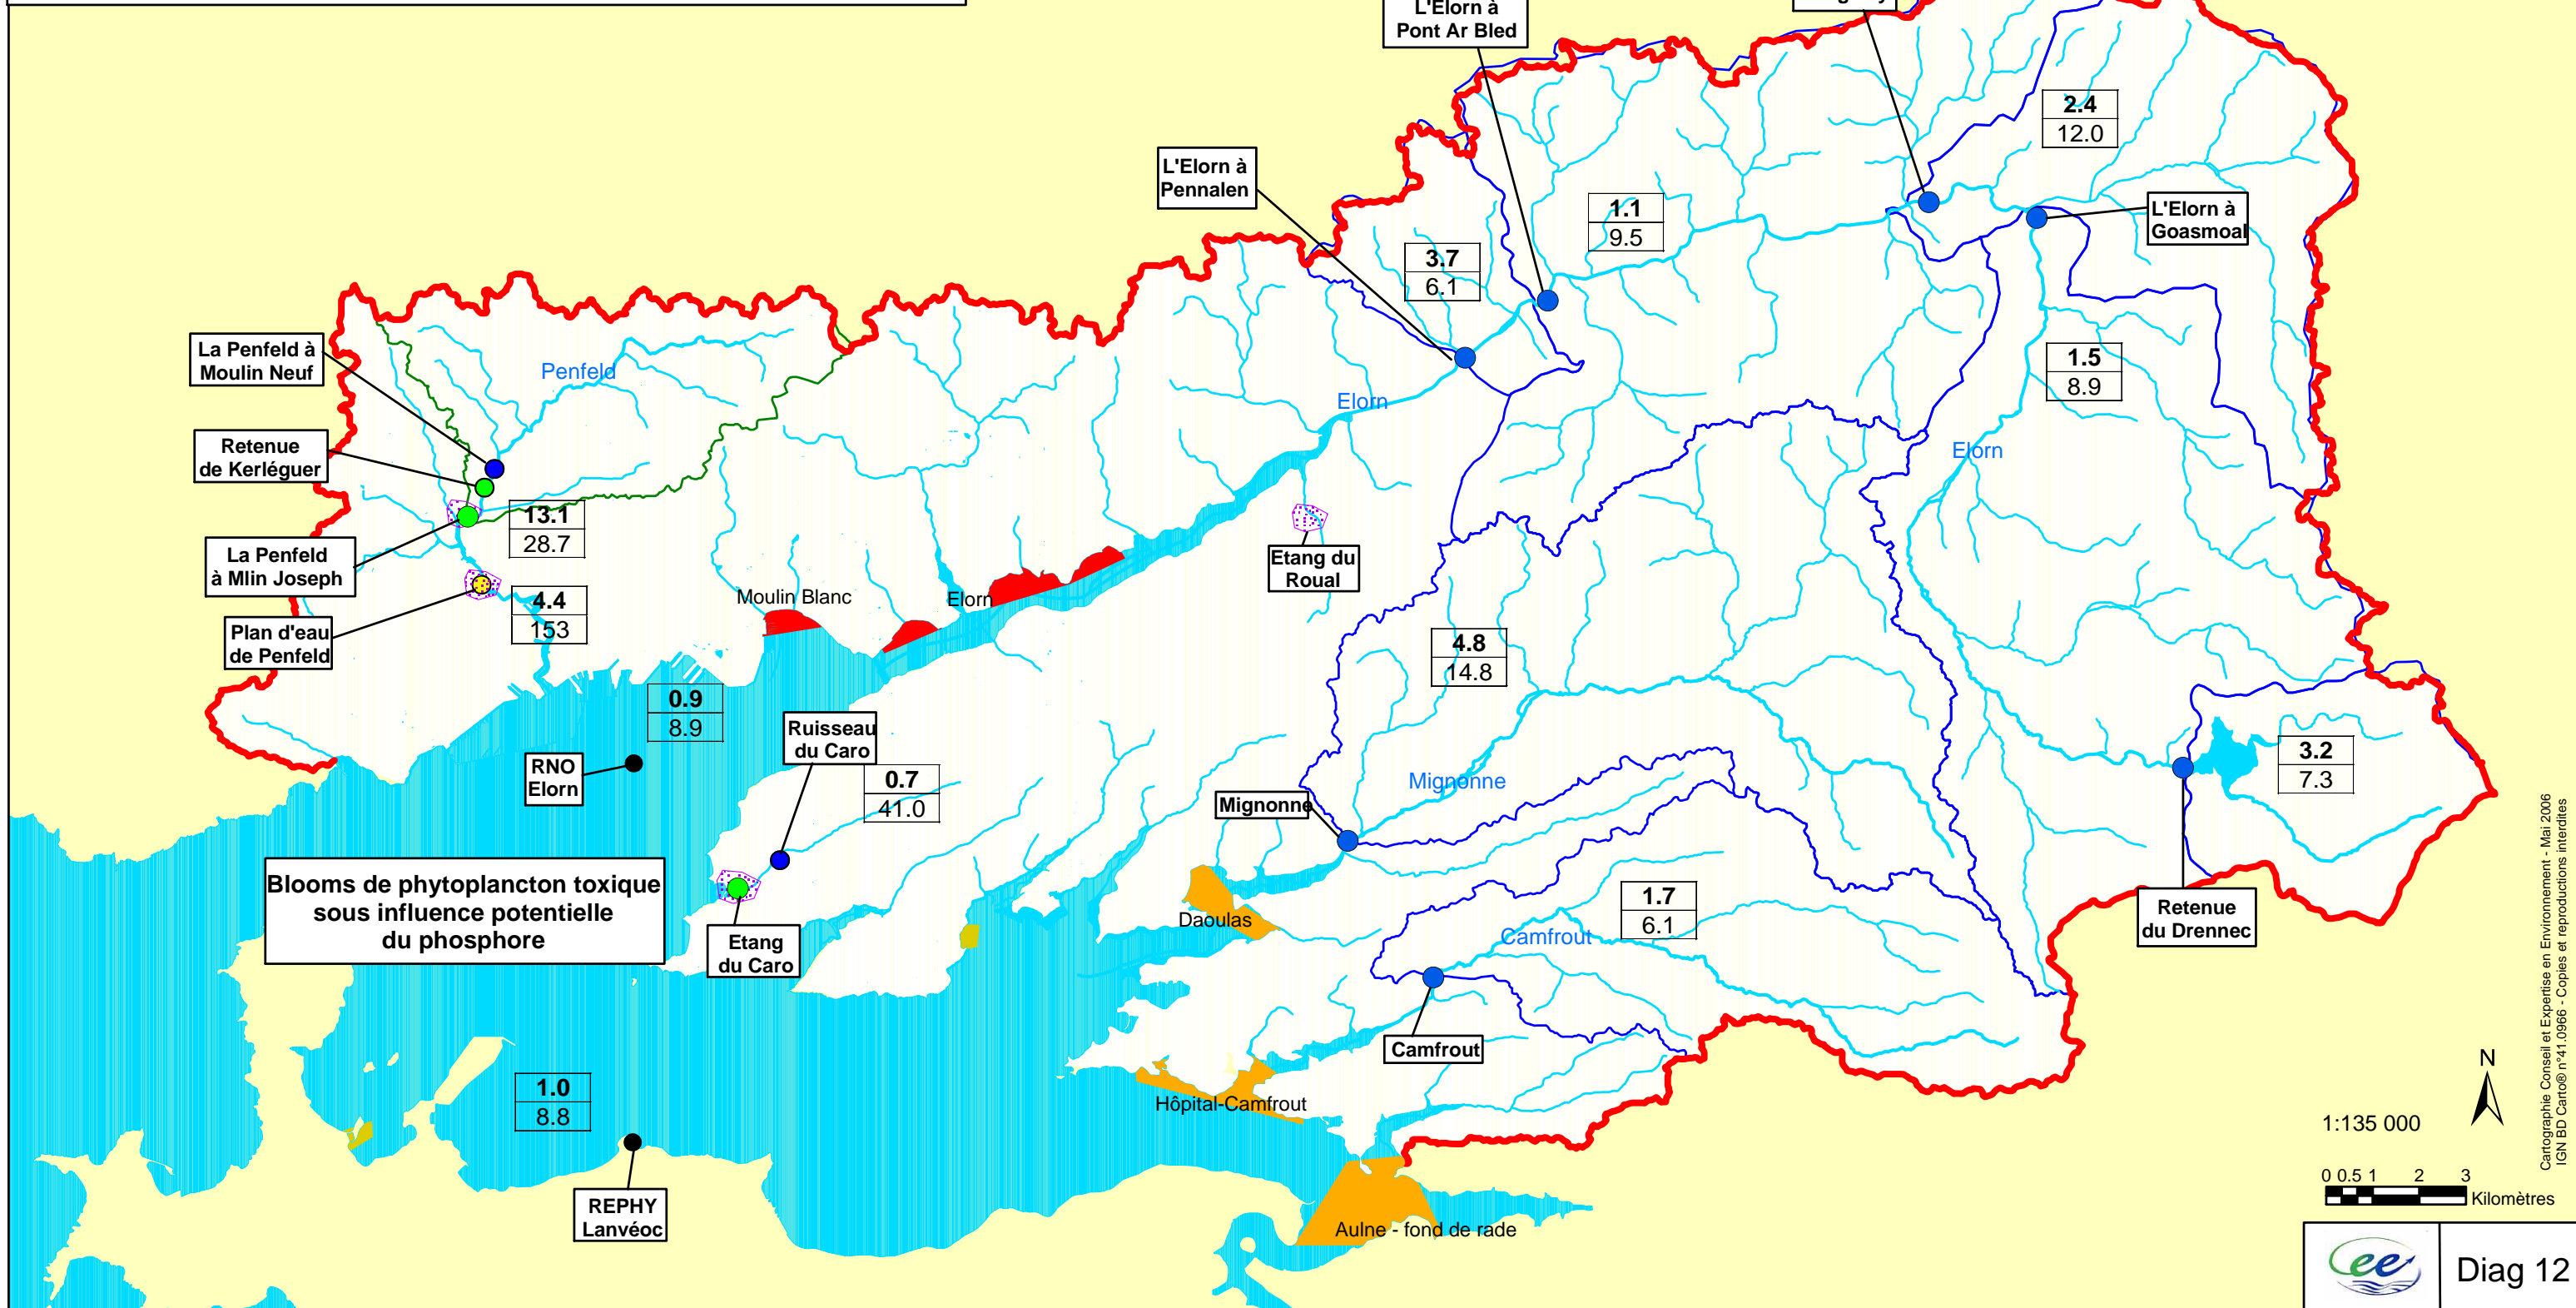 L'Elorn à
Pont Ar Bled
2.4
12.0
L'Elorn à
Pennalen
1.1
9.5
L'Elorn à
Goasmoal
3.7
6.1
La Penfeld à
Moulin Neuf
Penfeld
1.5
8.9
Elorn
Retenue
de Kerléguer
Elorn
13.1
28.7
La Penfeld
à Mlin Joseph
Etang du
Roual
Moulin Blanc
Elorn
4.4
153
Plan d'eau
de Penfeld
4.8
14.8
0.9
8.9
Ruisseau
du Caro
RNO
Elorn
0.7
41.0
Mignonne
Mignonne
3.2
7.3
Blooms de phytoplancton toxique
sous influence potentielle
du phosphore
Etang
du Caro
Daoulas
1.7
6.1
Camfrout
Retenue
du Drennec
Camfrout
1.0
8.8
Hôpital-Camfrout
REPHY
Lanvéoc
Aulne - fond de rade
N
1:135 000
0 0.5 1 2 3
Kilomètres
Cartographie Conseil et Expertise en Environnement - Mai 2006
IGN BD Carto® n°41.0966 - Copies et reproductions interdites
cee
Diag 12